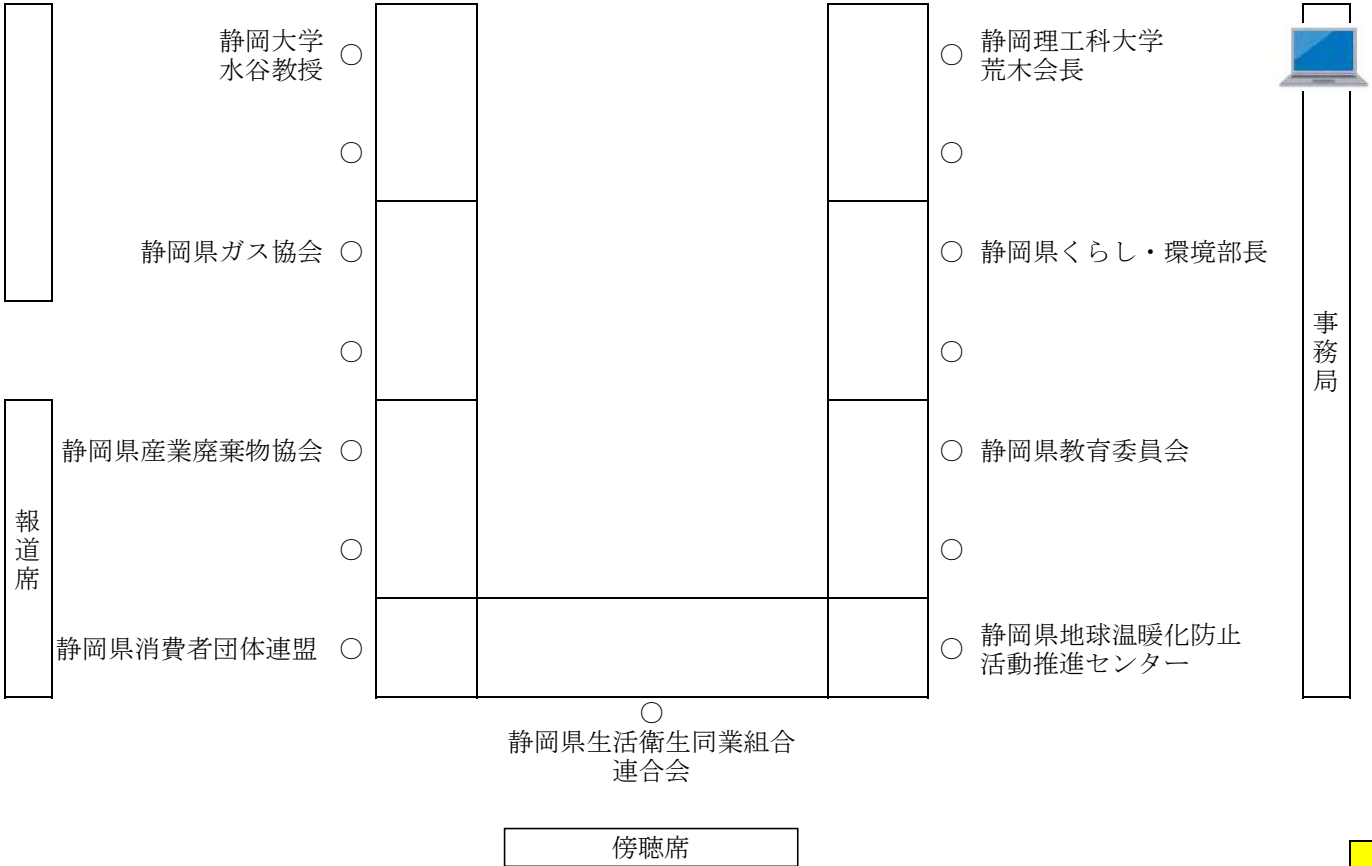 静岡大学
水谷教授
○
○ 静岡理工科大学
荒木会長
○
○
静岡県ガス協会 ○
○ 静岡県くらし・環境部長
○
○
事務局
静岡県産業廃棄物協会 ○
○ 静岡県教育委員会
報道席
○
○
静岡県消費者団体連盟 ○
○ 静岡県地球温暖化防止
活動推進センター
○
静岡県生活衛生同業組合
連合会
傍聴席